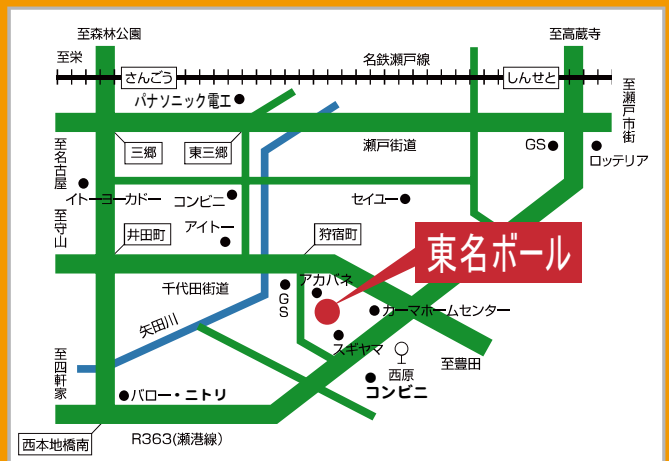 至森林公園
至高蔵寺
至栄
名鉄瀬戸線
さんごう
しんせと
至瀬戸市街
パナソニック電工
三郷
東三郷
瀬戸街道
GS
ロッテリア
至名古屋
イトーヨーカドー
コンビニ
セイユー
至守山
井田町
アイトー
狩宿町
東名ボール
千代田街道
GS
アカバネ
カーマホームセンター
矢田川
スギヤマ
至四軒家
西原
至豊田
バロー・ニトリ
コンビニ
西本地橋南
R363(瀬港線)